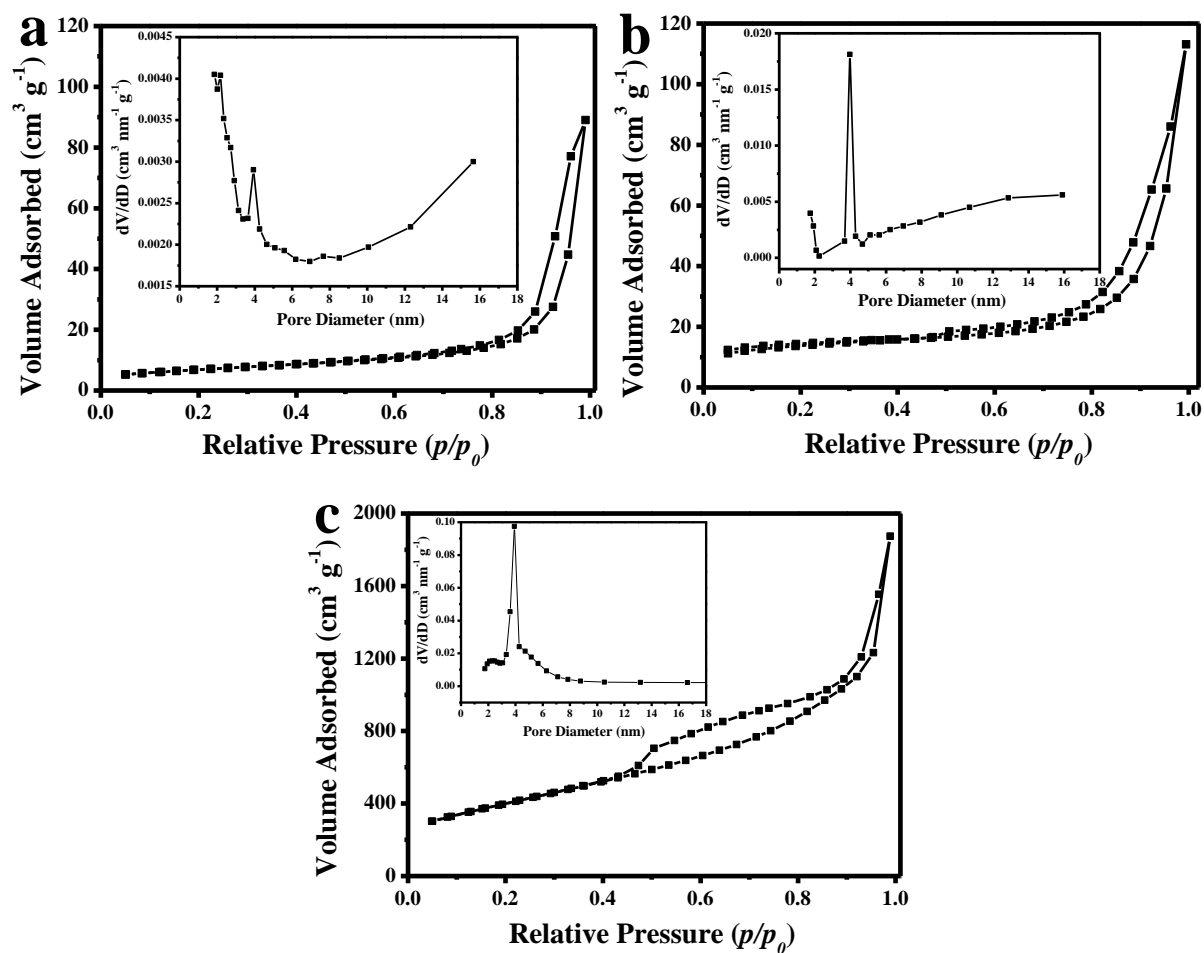 a
120
100
80
60
40
20
0
Volume Adsorbed (cm³ g⁻¹)
0.0 0.2 0.4 0.6 0.8 1.0
Relative Pressure (p/p₀)
0.0045
0.0040
0.0035
0.0030
0.0025
0.0020
0.0015
dV/dD (cm³ nm⁻¹ g⁻¹)
0 2 4 6 8 10 12 14 16 18
Pore Diameter (nm)
b
120
100
80
60
40
20
0
Volume Adsorbed (cm³ g⁻¹)
0.0 0.2 0.4 0.6 0.8 1.0
Relative Pressure (p/p₀)
0.020
0.015
0.010
0.005
0.000
dV/dD (cm³ nm⁻¹ g⁻¹)
0 2 4 6 8 10 12 14 16 18
Pore Diameter (nm)
c
2000
1600
1200
800
400
0
Volume Adsorbed (cm³ g⁻¹)
0.0 0.2 0.4 0.6 0.8 1.0
Relative Pressure (p/p₀)
0.10
0.08
0.06
0.04
0.02
0.00
dV/dD (cm³ nm⁻¹ g⁻¹)
0 2 4 6 8 10 12 14 16 18
Pore Diameter (nm)